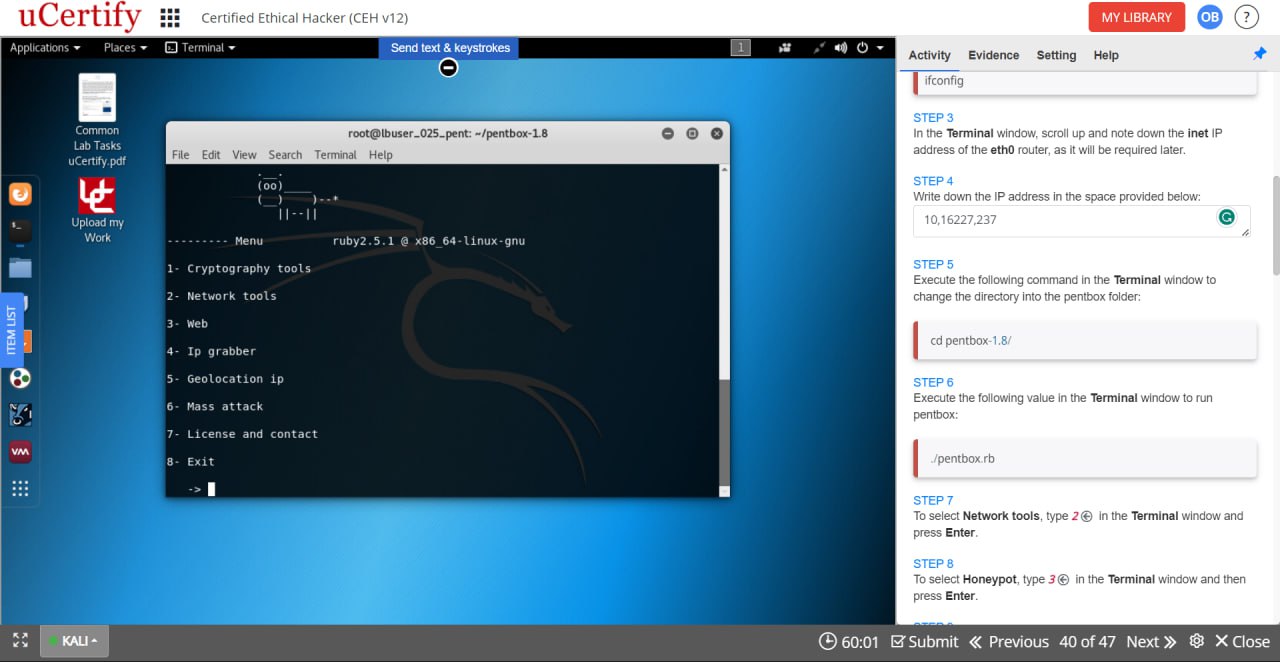 uCertify
Certified Ethical Hacker (CEH v12)
MY LIBRARY
OB
?
Applications
Places
Terminal
Send text & keystrokes
1
Common
Lab Tasks
uCertify.pdf
Upload my
Work
ITEM LIST
root@lbuser_025_pent: ~/pentbox-1.8
File Edit View Search Terminal Help
.__.
(oo)____
(__)    )--*
||--||
--------- Menu          ruby2.5.1 @ x86_64-linux-gnu
1- Cryptography tools
2- Network tools
3- Web
4- Ip grabber
5- Geolocation ip
6- Mass attack
7- License and contact
8- Exit
->
Activity Evidence Setting Help
ifconfig
STEP 3
In the Terminal window, scroll up and note down the inet IP
address of the eth0 router, as it will be required later.
STEP 4
Write down the IP address in the space provided below:
10,16227,237
STEP 5
Execute the following command in the Terminal window to
change the directory into the pentbox folder:
cd pentbox-1.8/
STEP 6
Execute the following value in the Terminal window to run
pentbox:
./pentbox.rb
STEP 7
To select Network tools, type 2 in the Terminal window and
press Enter.
STEP 8
To select Honeypot, type 3 in the Terminal window and then
press Enter.
KALI
60:01 Submit Previous 40 of 47 Next Close